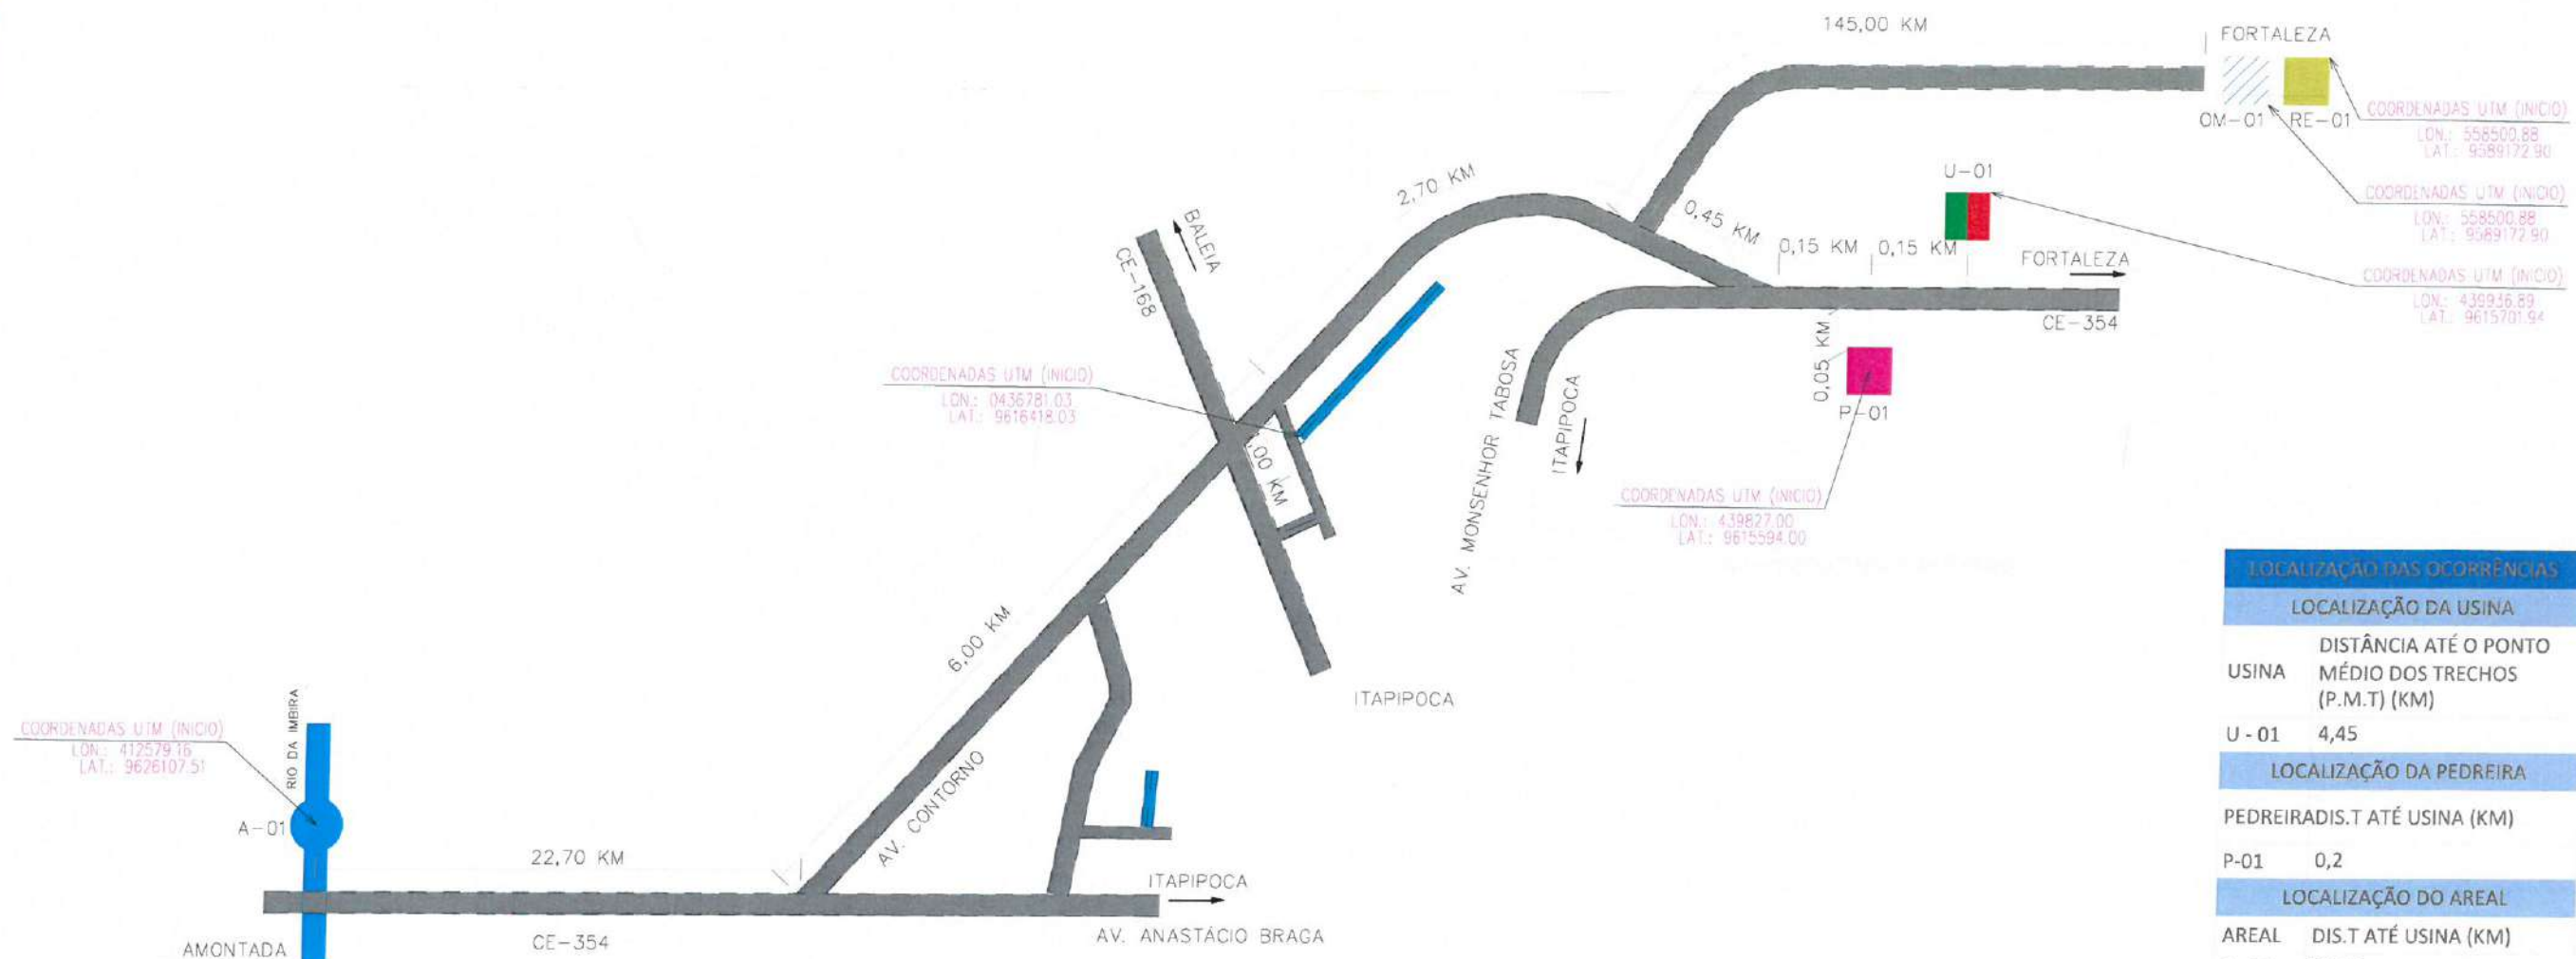 145,00 KM
FORTALEZA
OM-01
RE-01
COORDENADAS UTM (INICIO)
LON.: 558500.88
LAT.: 9589172.90
COORDENADAS UTM (INICIO)
LON.: 558500.88
LAT.: 9589172.90
COORDENADAS UTM (INICIO)
LON.: 439936.89
LAT.: 9615701.94
U-01
2,70 KM
0,45 KM
0,15 KM
0,15 KM
FORTALEZA
CE-354
BALEIA
CE-168
0,05 KM
P-01
AV. MONSENHOR TABOSA
ITAPIPOCA
COORDENADAS UTM (INICIO)
LON.: 0436781.03
LAT.: 9616418.03
,00 KM
COORDENADAS UTM (INICIO)
LON.: 439827.00
LAT.: 9615594.00
6,00 KM
ITAPIPOCA
COORDENADAS UTM (INICIO)
LON.: 412579.16
LAT.: 9626107.51
RIO DA IMBIRA
A-01
22,70 KM
AV. CONTORNO
ITAPIPOCA
AV. ANASTÁCIO BRAGA
CE-354
AMONTADA
LOCALIZAÇÃO DAS OCORRÊNCIAS
LOCALIZAÇÃO DA USINA
USINA
DISTÂNCIA ATÉ O PONTO
MÉDIO DOS TRECHOS
(P.M.T) (KM)
U - 01 4,45
LOCALIZAÇÃO DA PEDREIRA
PEDREIRADIS.T ATÉ USINA (KM)
P-01 0,2
LOCALIZAÇÃO DO AREAL
AREAL DIS.T ATÉ USINA (KM)